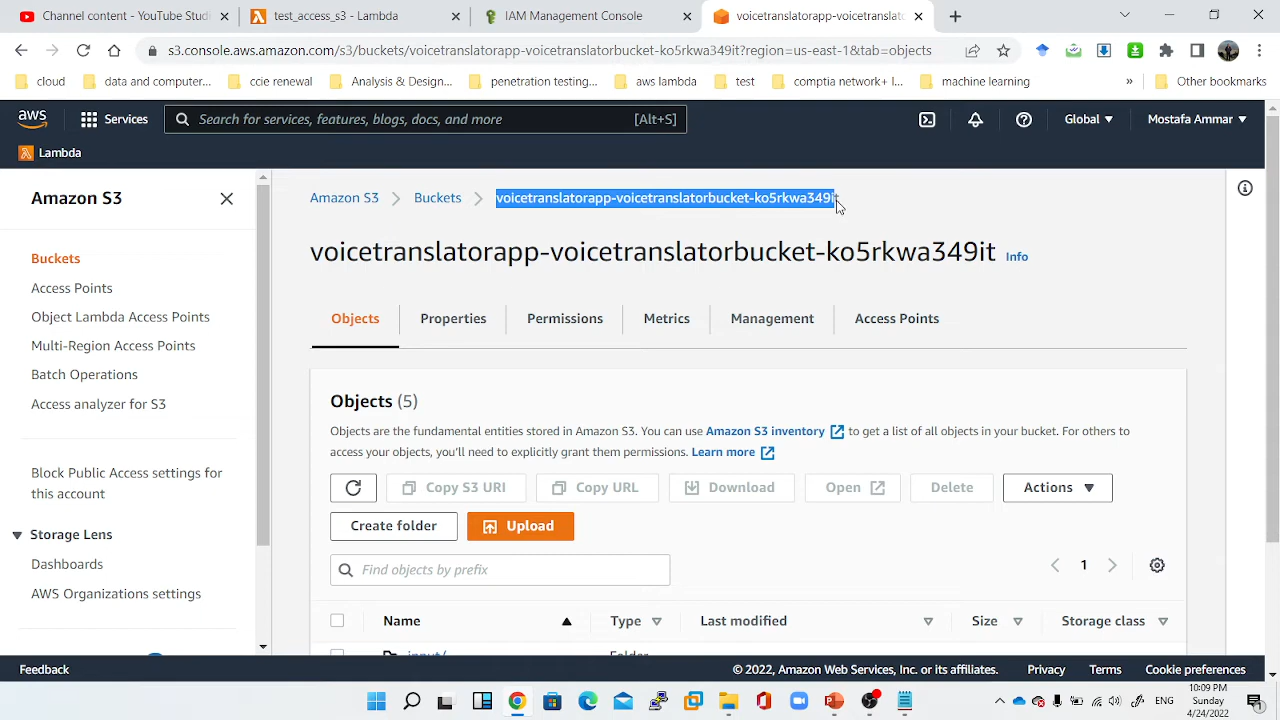 Channel content - YouTube Studi
test_access_s3 - Lambda
IAM Management Console
voicetranslatorapp-voicetranslato
s3.console.aws.amazon.com/s3/buckets/voicetranslatorapp-voicetranslatorbucket-ko5rkwa349it?region=us-east-1&tab=objects
cloud
data and computer...
ccie renewal
Analysis & Design...
penetration testing...
aws lambda
test
comptia network+ l...
machine learning
»
Other bookmarks
aws
Services
Search for services, features, blogs, docs, and more
[Alt+S]
Global
Mostafa Ammar
Lambda
Amazon S3
Buckets
Access Points
Object Lambda Access Points
Multi-Region Access Points
Batch Operations
Access analyzer for S3
Block Public Access settings for
this account
Storage Lens
Dashboards
AWS Organizations settings
Amazon S3
Buckets
voicetranslatorapp-voicetranslatorbucket-ko5rkwa349it
voicetranslatorapp-voicetranslatorbucket-ko5rkwa349it Info
Objects
Properties
Permissions
Metrics
Management
Access Points
Objects (5)
Objects are the fundamental entities stored in Amazon S3. You can use Amazon S3 inventory to get a list of all objects in your bucket. For others to
access your objects, you'll need to explicitly grant them permissions. Learn more
Copy S3 URI
Copy URL
Download
Open
Delete
Actions
Create folder
Upload
Find objects by prefix
1
Name
Type
Last modified
Size
Storage class
input/
Folder
Feedback
© 2022, Amazon Web Services, Inc. or its affiliates.
Privacy
Terms
Cookie preferences
ENG
10:09 PM
Sunday
4/24/2022